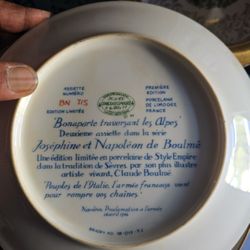 ASSIETTE
NUMÉRO
BN 715
EDITION LIMITÉE
PREMIÈRE
ÉDITION
PORCELAINE
DE LIMOGES
FRANCE
'Bonaparte traversant les Alpes'
Deuxième assiette dans la série
Joséphine et Napoléon de Boulmé
Une édition limitée en porcelaine de Style Empire
dans la tradition de Sèvres, par son plus illustre
artiste vivant, Claude Boulmé
'Peuples de l'Italie, l'armée française vient
pour rompre vos chaînes.'
Napoléon, Proclamation à l'armée